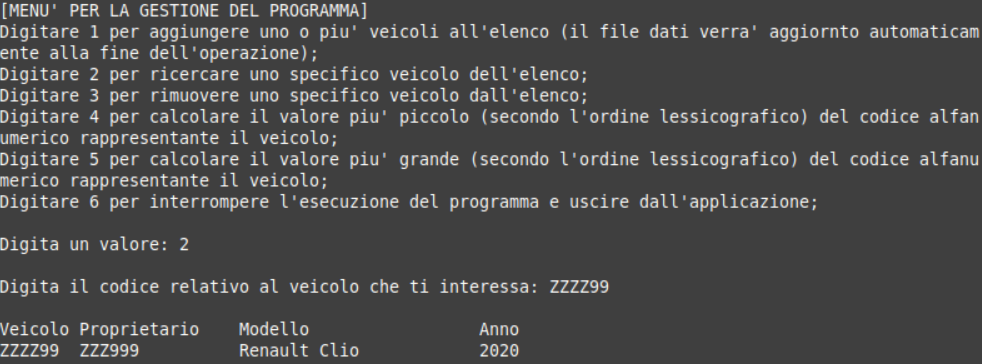 [MENU' PER LA GESTIONE DEL PROGRAMMA]
Digitare 1 per aggiungere uno o piu' veicoli all'elenco (il file dati verra' aggiornto automaticam
ente alla fine dell'operazione);
Digitare 2 per ricercare uno specifico veicolo dell'elenco;
Digitare 3 per rimuovere uno specifico veicolo dall'elenco;
Digitare 4 per calcolare il valore piu' piccolo (secondo l'ordine lessicografico) del codice alfan
umerico rappresentante il veicolo;
Digitare 5 per calcolare il valore piu' grande (secondo l'ordine lessicografico) del codice alfanu
merico rappresentante il veicolo;
Digitare 6 per interrompere l'esecuzione del programma e uscire dall'applicazione;
Digita un valore: 2
Digita il codice relativo al veicolo che ti interessa: ZZZZ99
Veicolo Proprietario    Modello                 Anno
ZZZZ99  ZZZ999          Renault Clio            2020